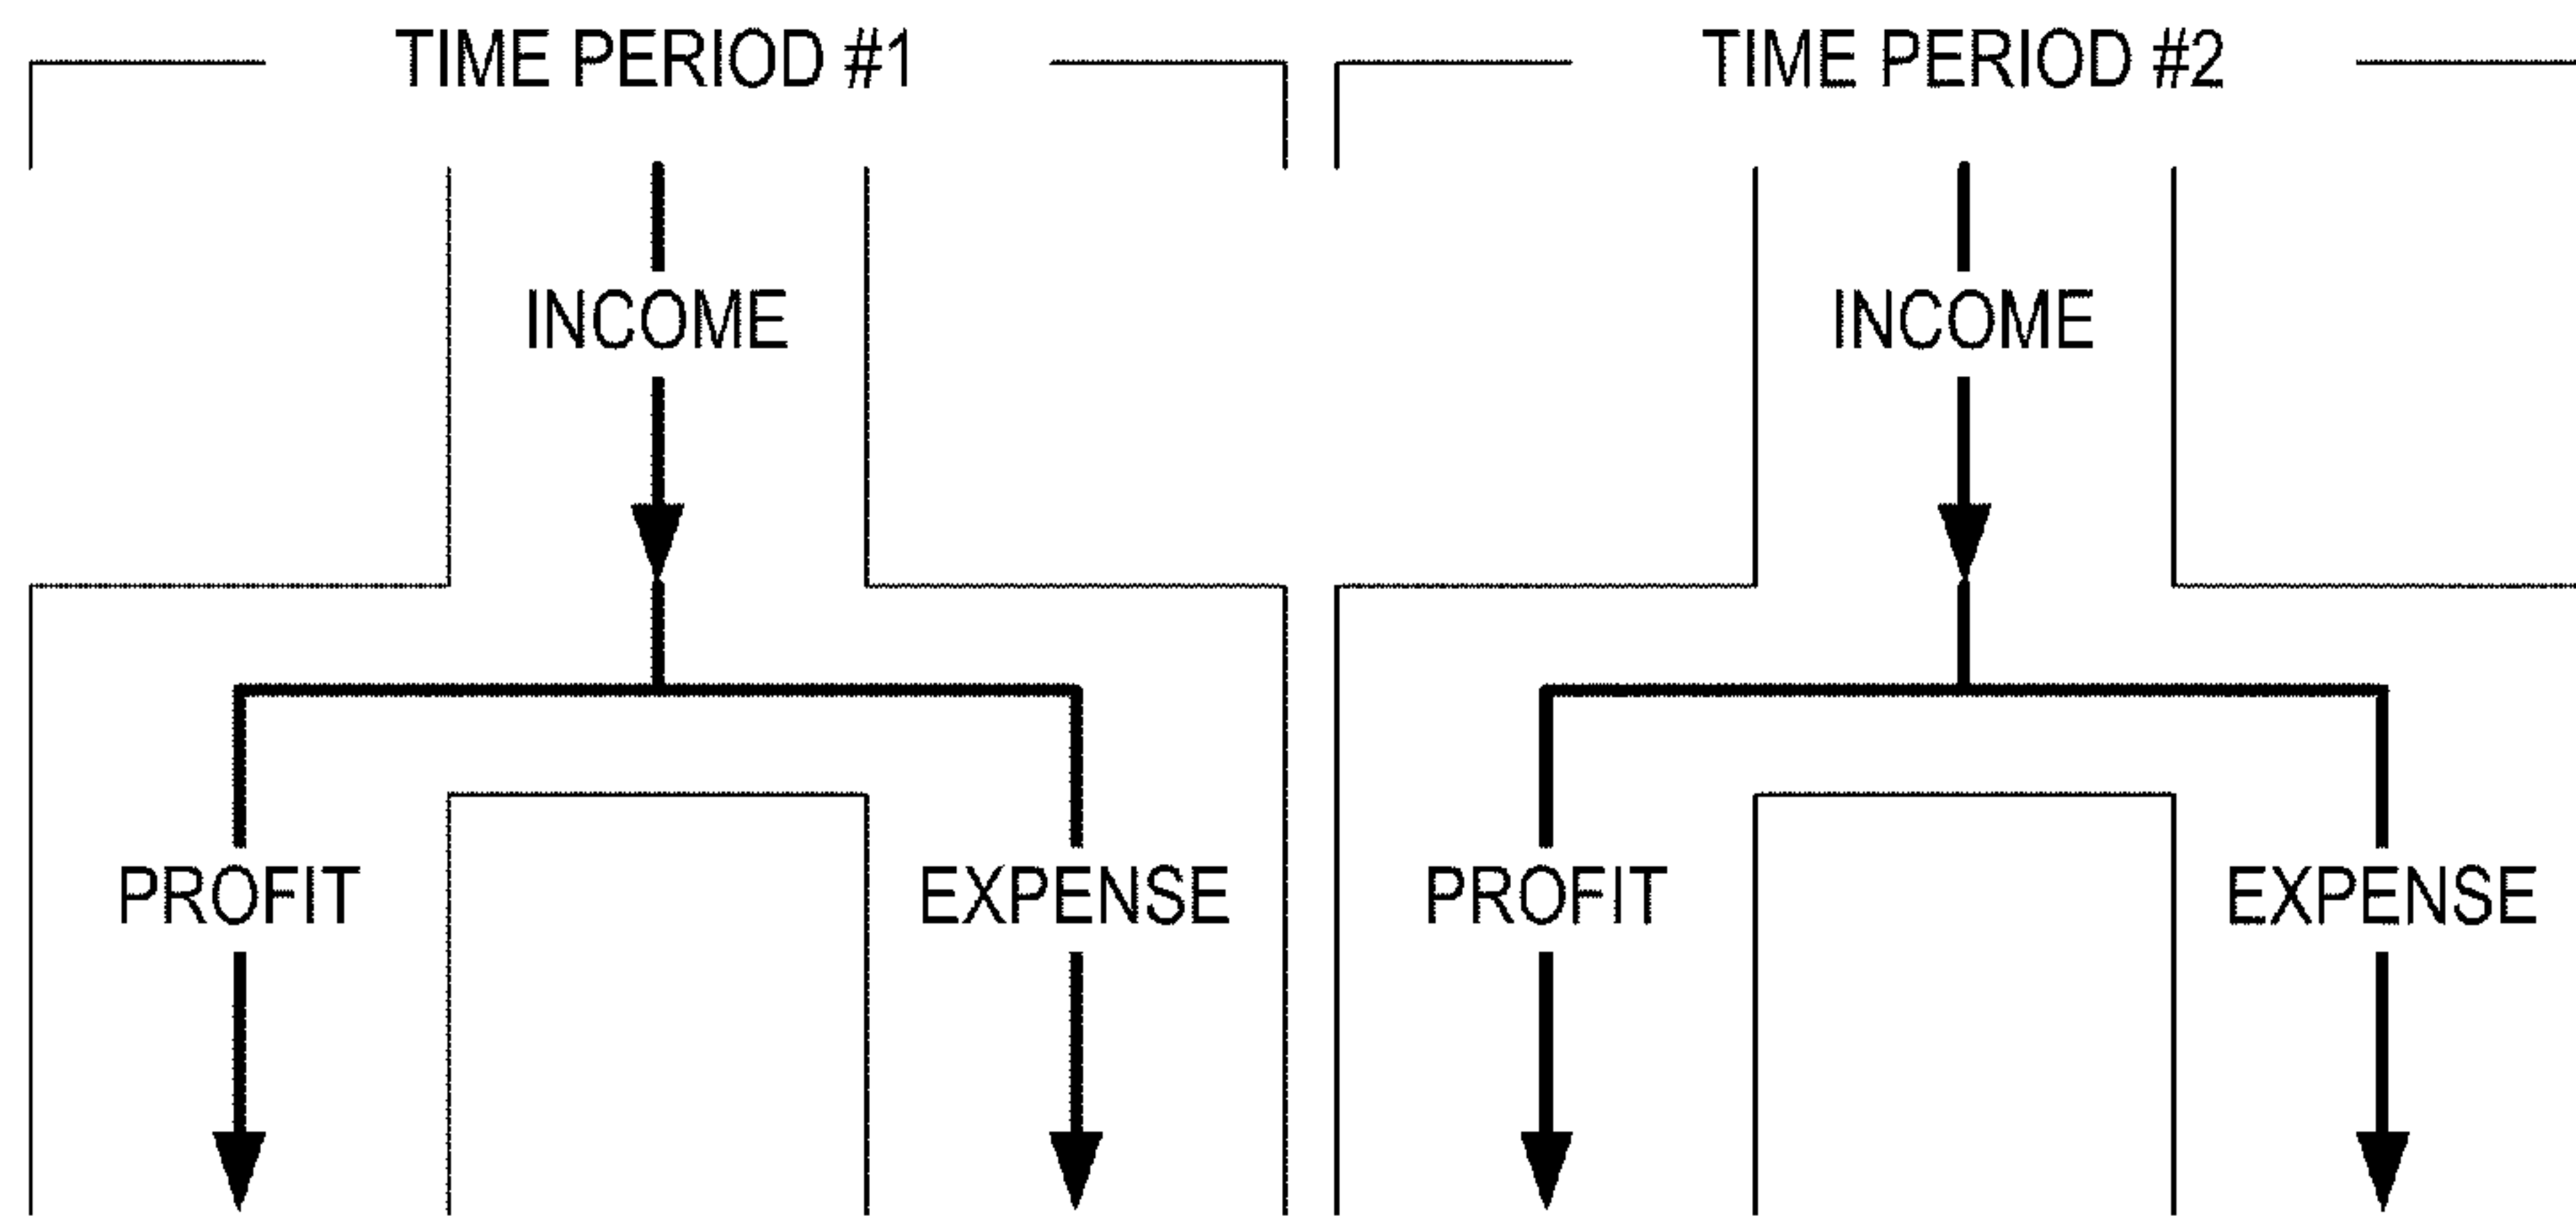 TIME PERIOD #1
TIME PERIOD #2
INCOME
INCOME
PROFIT
EXPENSE
PROFIT
EXPENSE